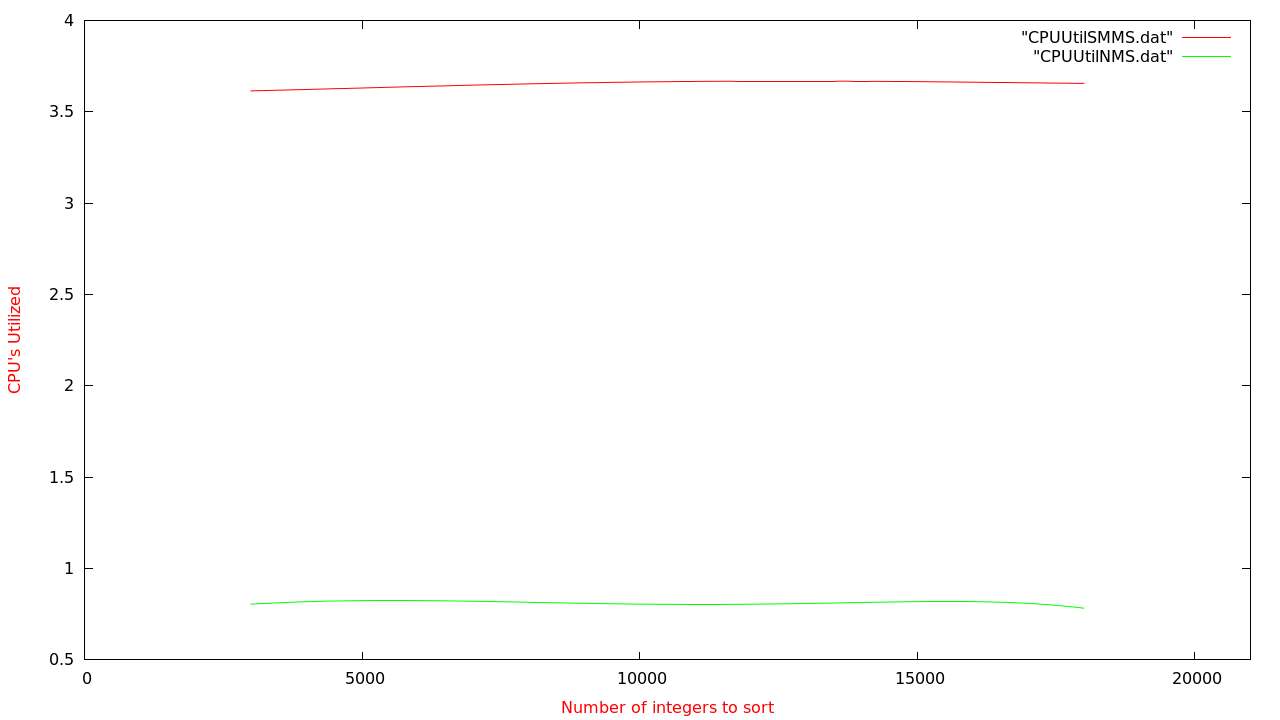 4
"CPUUtilSMMS.dat"
"CPUUtilNMS.dat"
3.5
3
2.5
CPU's Utilized
2
1.5
1
0.5
0 5000 10000 15000 20000
Number of integers to sort